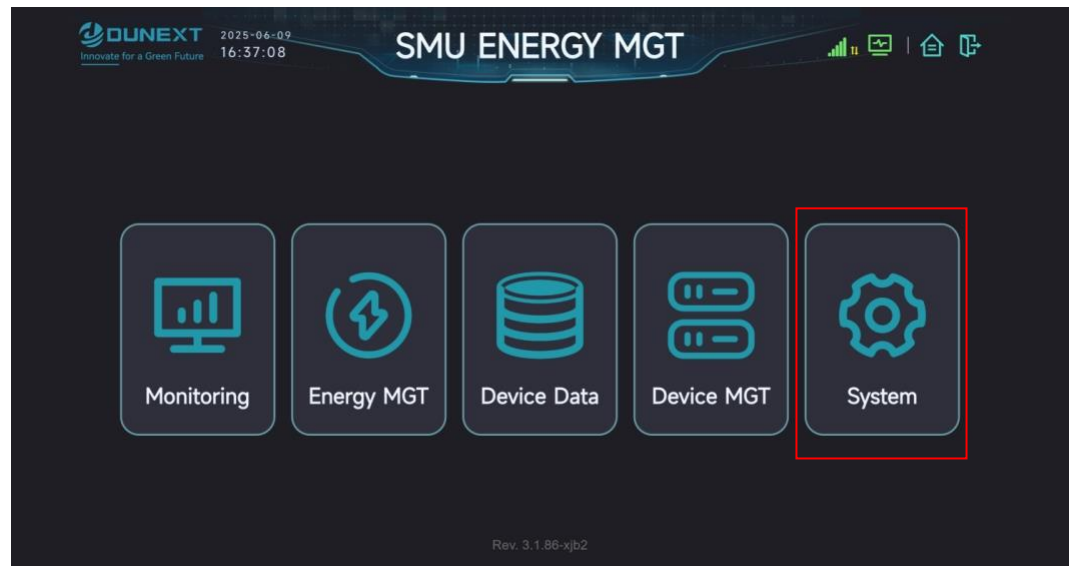 DUNEXT
Innovate for a Green Future
2025-06-09
16:37:08
SMU ENERGY MGT
Monitoring
Energy MGT
Device Data
Device MGT
System
Rev. 3.1.86-xjb2